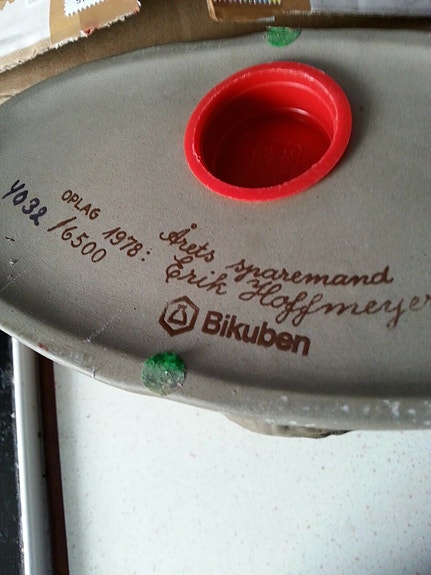 4032
OPLAG 1978:
/6500
Årets sparemand
Erik Hoffmeyer
Bikuben